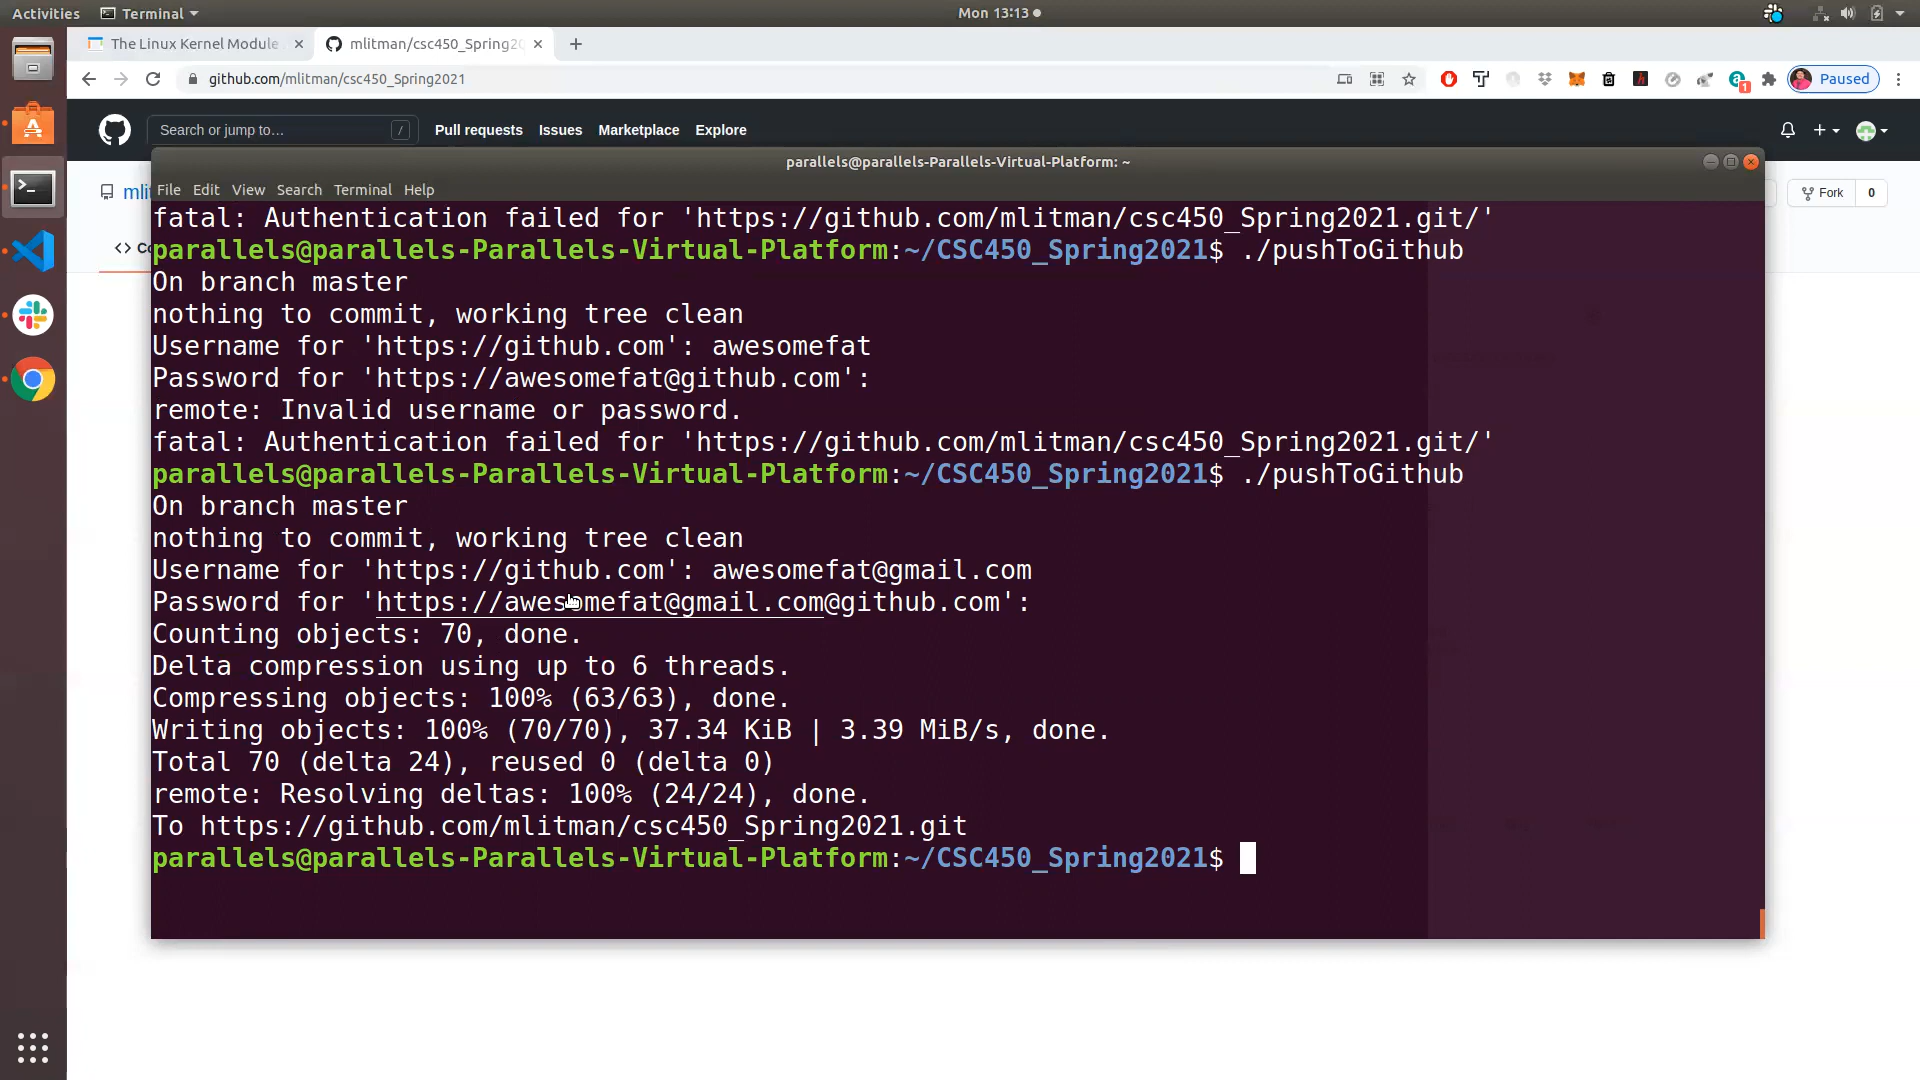 Activities Terminal Mon 13:13
The Linux Kernel Module mlitman/csc450_Spring20
github.com/mlitman/csc450_Spring2021 1 Paused
Search or jump to… / Pull requests Issues Marketplace Explore
parallels@parallels-Parallels-Virtual-Platform: ~
File Edit View Search Terminal Help
mlit Fork 0
<> Co
fatal: Authentication failed for 'https://github.com/mlitman/csc450_Spring2021.git/'
parallels@parallels-Parallels-Virtual-Platform:~/CSC450_Spring2021$ ./pushToGithub
On branch master
nothing to commit, working tree clean
Username for 'https://github.com': awesomefat
Password for 'https://awesomefat@github.com':
remote: Invalid username or password.
fatal: Authentication failed for 'https://github.com/mlitman/csc450_Spring2021.git/'
parallels@parallels-Parallels-Virtual-Platform:~/CSC450_Spring2021$ ./pushToGithub
On branch master
nothing to commit, working tree clean
Username for 'https://github.com': awesomefat@gmail.com
Password for 'https://awesomefat@gmail.com@github.com':
Counting objects: 70, done.
Delta compression using up to 6 threads.
Compressing objects: 100% (63/63), done.
Writing objects: 100% (70/70), 37.34 KiB | 3.39 MiB/s, done.
Total 70 (delta 24), reused 0 (delta 0)
remote: Resolving deltas: 100% (24/24), done.
To https://github.com/mlitman/csc450_Spring2021.git
parallels@parallels-Parallels-Virtual-Platform:~/CSC450_Spring2021$